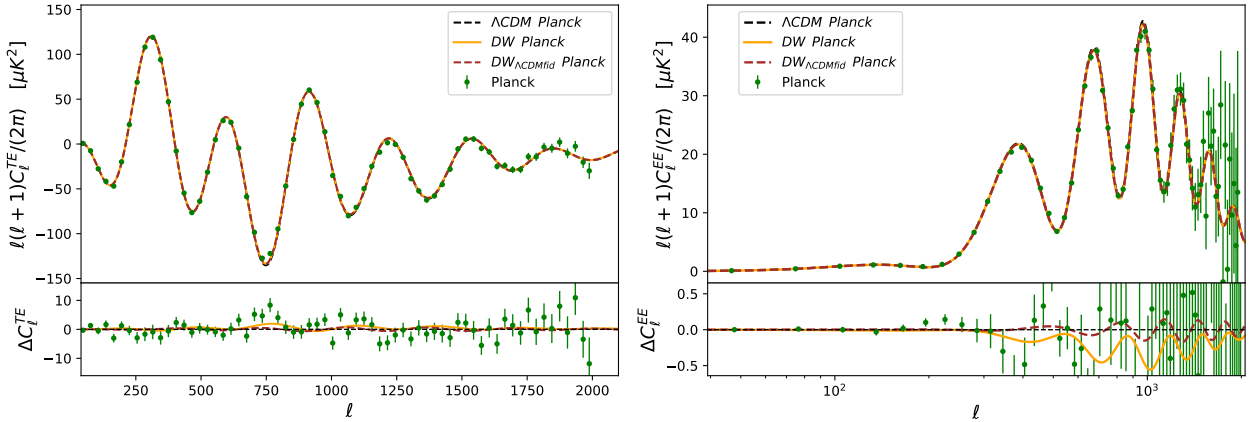 ΛCDM Planck
DW Planck
DW_ΛCDMfid Planck
Planck
ℓ(ℓ + 1)C_ℓ^{TE}/(2π) [μK²]
150
100
50
0
−50
−100
−150
ΔC_ℓ^{TE}
10
0
−10
250 500 750 1000 1250 1500 1750 2000
ℓ
ΛCDM Planck
DW Planck
DW_ΛCDMfid Planck
Planck
ℓ(ℓ + 1)C_ℓ^{EE}/(2π) [μK²]
40
30
20
10
0
ΔC_ℓ^{EE}
0.5
0.0
−0.5
10² 10³
ℓ